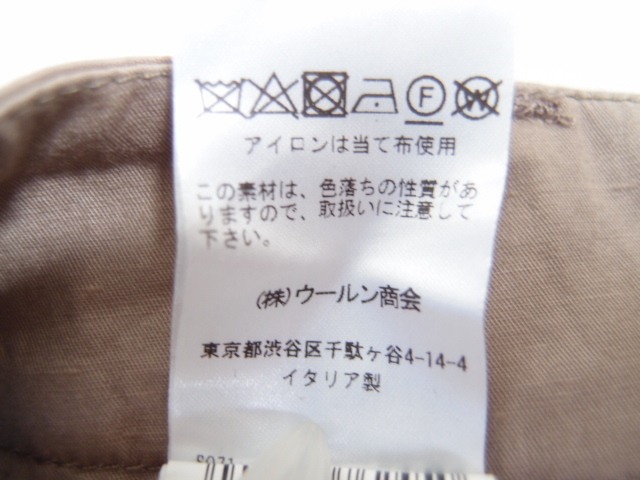 F W
アイロンは当て布使用
この素材は、色落ちの性質があ
りますので、取扱いに注意して
下さい。
(株)ウールン商会
東京都渋谷区千駄ヶ谷4-14-4
イタリア製